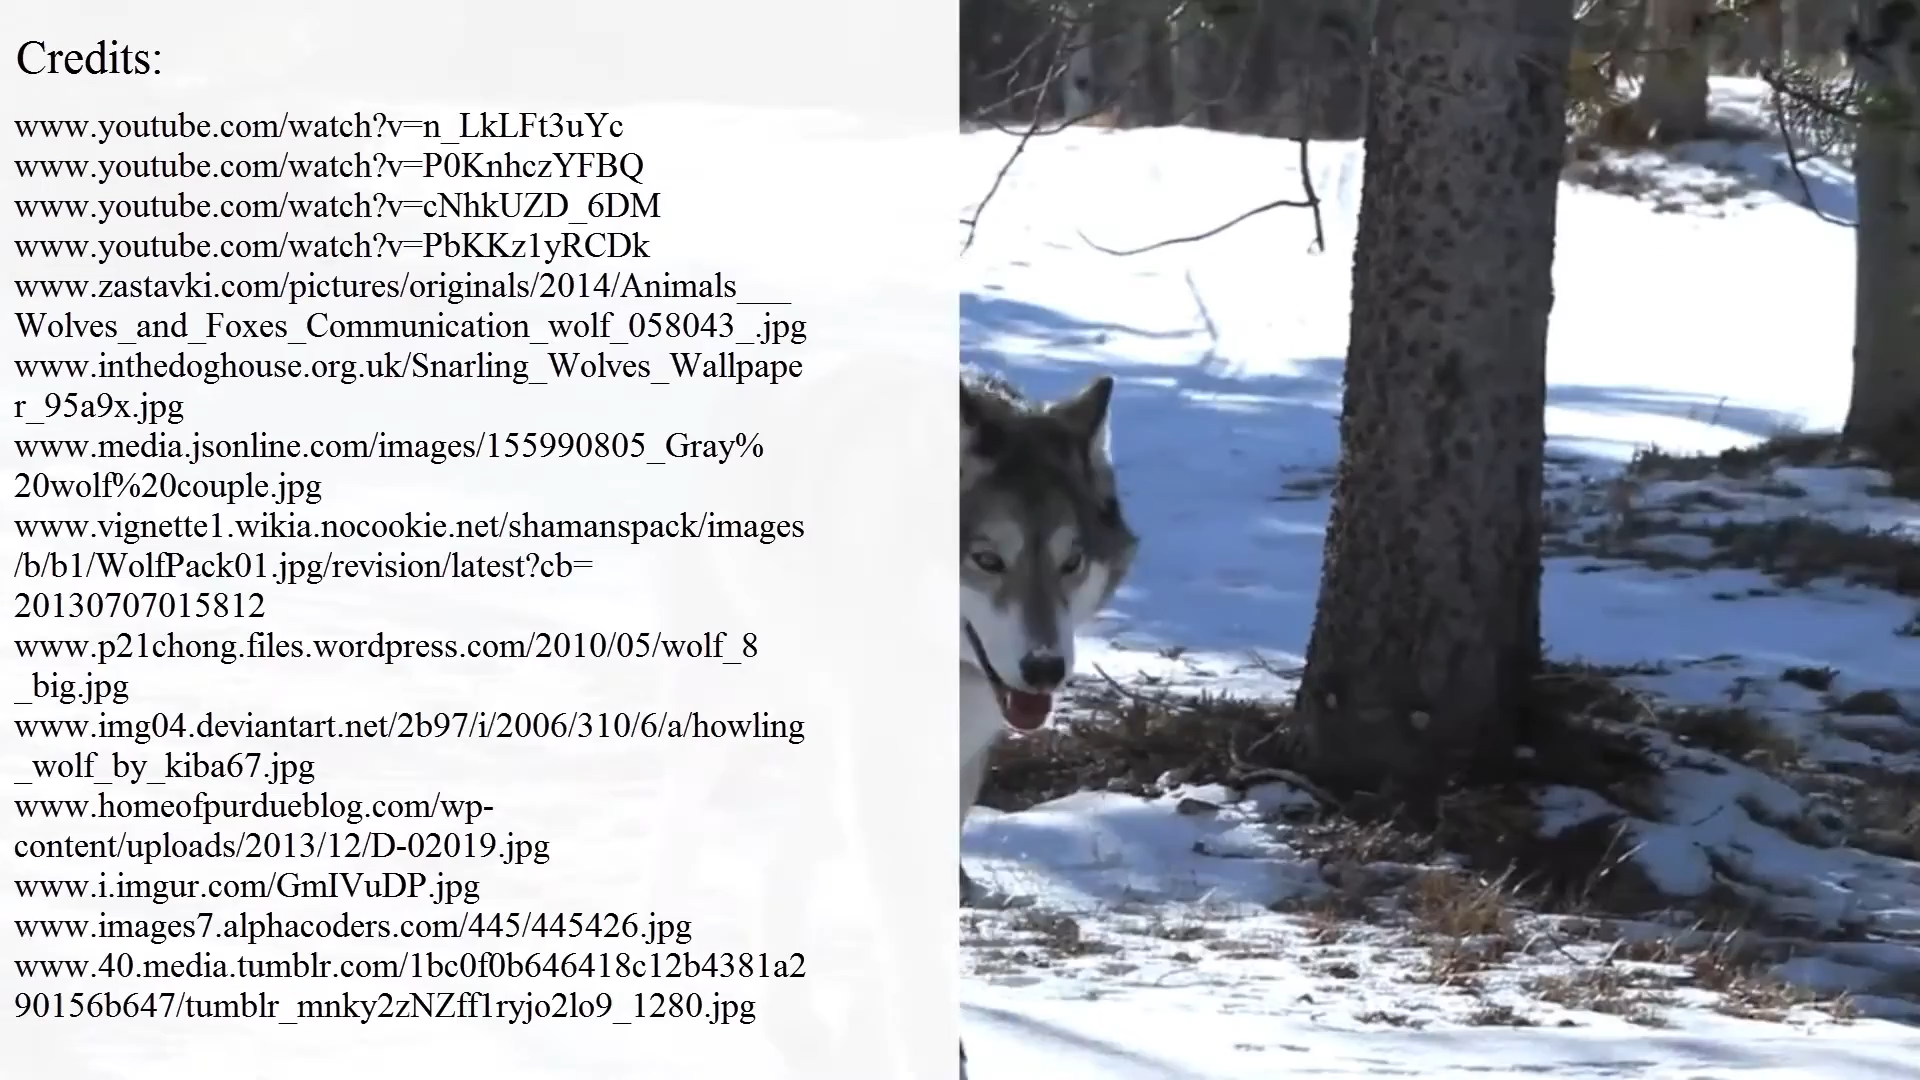 Credits:
www.youtube.com/watch?v=n_LkLFt3uYc
www.youtube.com/watch?v=P0KnhczYFBQ
www.youtube.com/watch?v=cNhkUZD_6DM
www.youtube.com/watch?v=PbKKz1yRCDk
www.zastavki.com/pictures/originals/2014/Animals___
Wolves_and_Foxes_Communication_wolf_058043_.jpg
www.inthedoghouse.org.uk/Snarling_Wolves_Wallpape
r_95a9x.jpg
www.media.jsonline.com/images/155990805_Gray%
20wolf%20couple.jpg
www.vignette1.wikia.nocookie.net/shamanspack/images
/b/b1/WolfPack01.jpg/revision/latest?cb=
20130707015812
www.p21chong.files.wordpress.com/2010/05/wolf_8
_big.jpg
www.img04.deviantart.net/2b97/i/2006/310/6/a/howling
_wolf_by_kiba67.jpg
www.homeofpurdueblog.com/wp-
content/uploads/2013/12/D-02019.jpg
www.i.imgur.com/GmIVuDP.jpg
www.images7.alphacoders.com/445/445426.jpg
www.40.media.tumblr.com/1bc0f0b646418c12b4381a2
90156b647/tumblr_mnky2zNZff1ryjo2lo9_1280.jpg